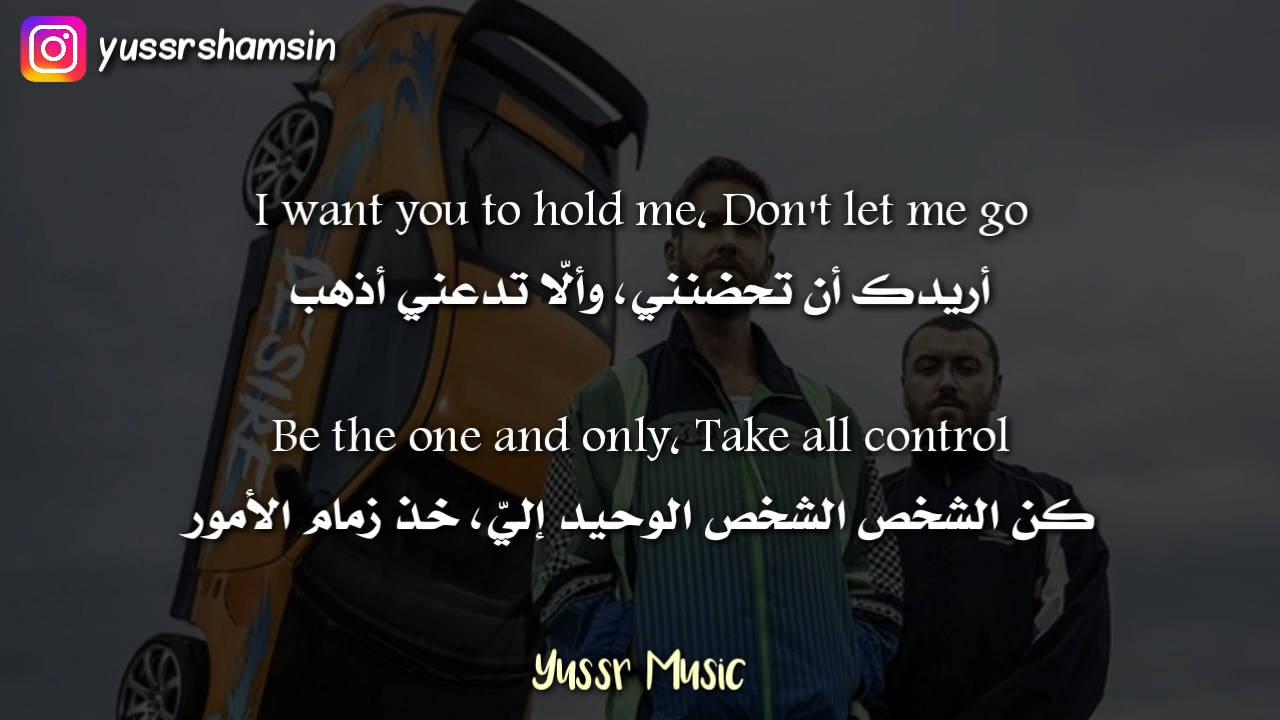 yussrshamsin
I want you to hold me، Don't let me go
أريدك أن تحضنني، وألّا تدعني أذهب
Be the one and only، Take all control
كن الشخص الشخص الوحيد إليّ، خذ زمام الأمور
DESIRE
Yussr Music